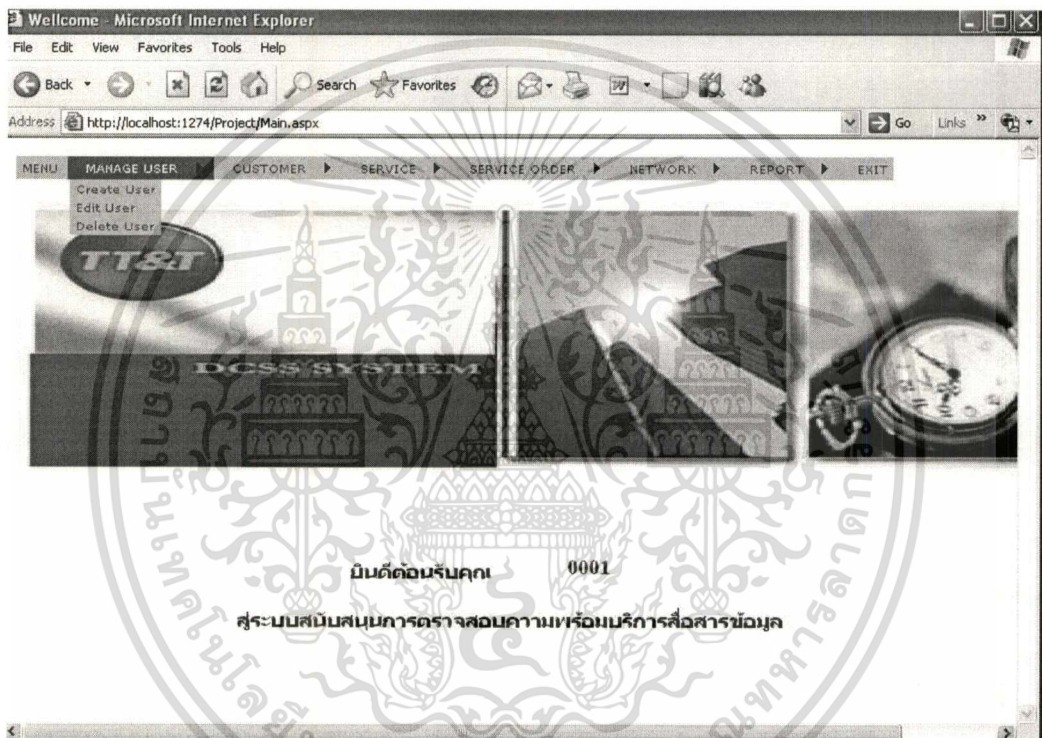 Wellcome - Microsoft Internet Explorer
File Edit View Favorites Tools Help
Back Search Favorites
Address http://localhost:1274/Project/Main.aspx Go Links »
MENU MANAGE USER CUSTOMER SERVICE SERVICE ORDER NETWORK REPORT EXIT
Create User
Edit User
Delete User
TT&T
DCSS SYSTEM
ยินดีต้อนรับคุณ 0001
สู่ระบบสนับสนุนการตรวจสอบความพร้อมบริการสื่อสารข้อมูล